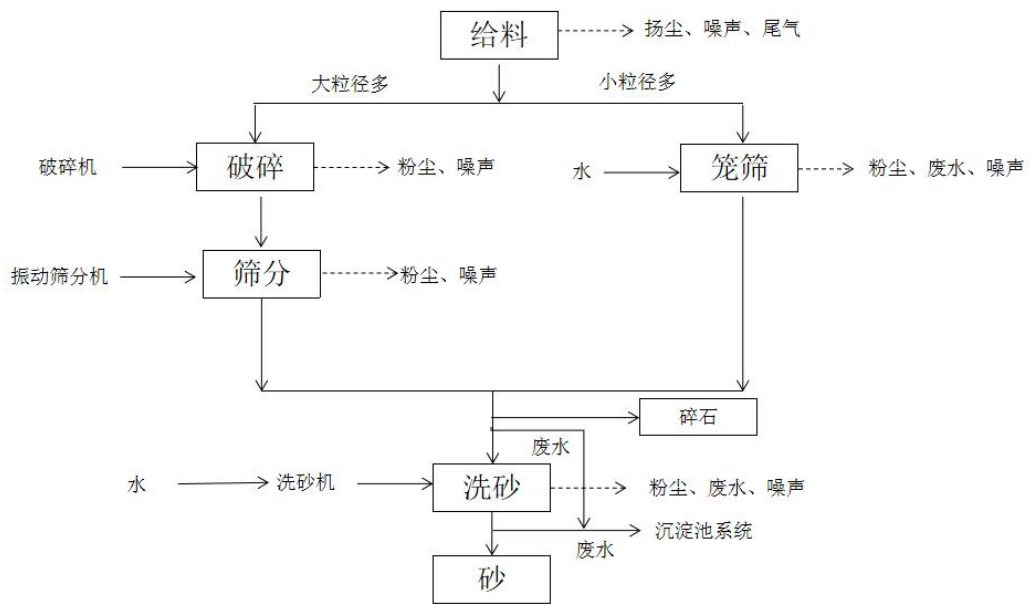 给料
扬尘、噪声、尾气
大粒径多
小粒径多
破碎机
破碎
粉尘、噪声
水
笼筛
粉尘、废水、噪声
振动筛分机
筛分
粉尘、噪声
碎石
废水
水
洗砂机
洗砂
粉尘、废水、噪声
沉淀池系统
废水
砂